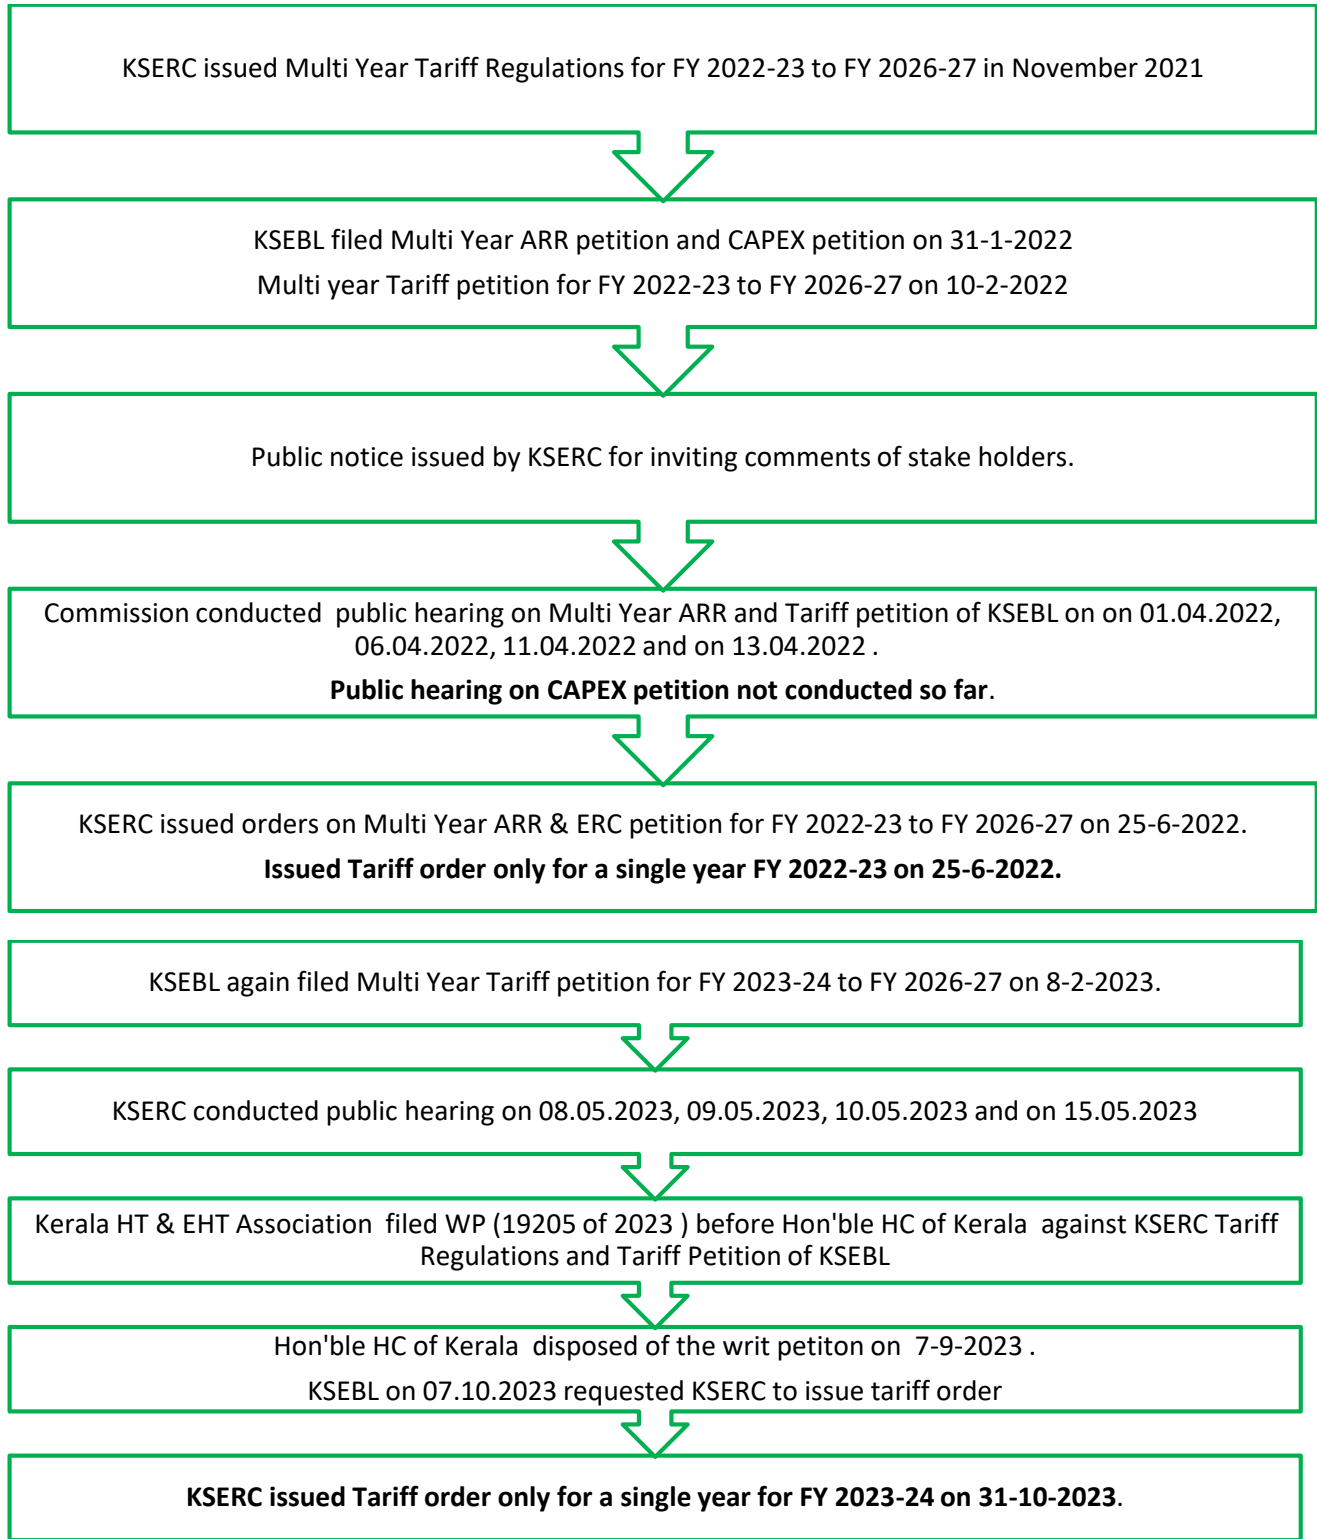 KSERC issued Multi Year Tariff Regulations for FY 2022-23 to FY 2026-27 in November 2021
KSEBL filed Multi Year ARR petition and CAPEX petition on 31-1-2022
Multi year Tariff petition for FY 2022-23 to FY 2026-27 on 10-2-2022
Public notice issued by KSERC for inviting comments of stake holders.
Commission conducted public hearing on Multi Year ARR and Tariff petition of KSEBL on on 01.04.2022,
06.04.2022, 11.04.2022 and on 13.04.2022 .
Public hearing on CAPEX petition not conducted so far.
KSERC issued orders on Multi Year ARR & ERC petition for FY 2022-23 to FY 2026-27 on 25-6-2022.
Issued Tariff order only for a single year FY 2022-23 on 25-6-2022.
KSEBL again filed Multi Year Tariff petition for FY 2023-24 to FY 2026-27 on 8-2-2023.
KSERC conducted public hearing on 08.05.2023, 09.05.2023, 10.05.2023 and on 15.05.2023
Kerala HT & EHT Association filed WP (19205 of 2023 ) before Hon'ble HC of Kerala against KSERC Tariff
Regulations and Tariff Petition of KSEBL
Hon'ble HC of Kerala disposed of the writ petiton on 7-9-2023 .
KSEBL on 07.10.2023 requested KSERC to issue tariff order
KSERC issued Tariff order only for a single year for FY 2023-24 on 31-10-2023.